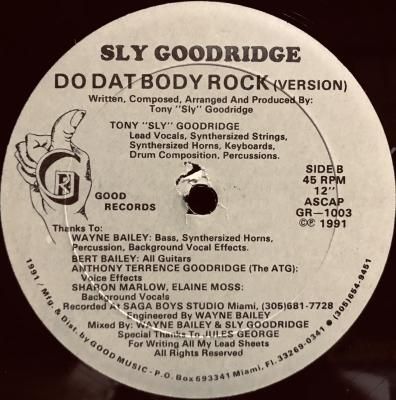 SLY GOODRIDGE
DO DAT BODY ROCK (VERSION)
Written, Composed, Arranged And Produced By:
Tony "Sly" Goodridge
TONY "SLY" GOODRIDGE
Lead Vocals, Synthersized Strings,
Synthersized Horns, Keyboards,
Drum Composition, Percussions.
SIDE B
45 RPM
12"
ASCAP
GR-1003
©℗ 1991
GR
GOOD
RECORDS
Thanks To:
WAYNE BAILEY: Bass, Synthersized Horns,
Percussion, Background Vocal Effects.
BERT BAILEY: All Guitars
ANTHONY TERRENCE GOODRIDGE (The ATG):
Voice Effects
SHARON MARLOW, ELAINE MOSS:
Background Vocals
Recorded At SAGA BOYS STUDIO Miami, (305)681-7728
Engineered By WAYNE BAILEY
Mixed By: WAYNE BAILEY & SLY GOODRIDGE
Special Thanks To JULES GEORGE
For Writing All My Lead Sheets
All Rights Reserved
1991 / Mfg. & Dist. by GOOD MUSIC - P.O. Box 693341 Miami, Fl. 33269-0341 • (305)654-9451